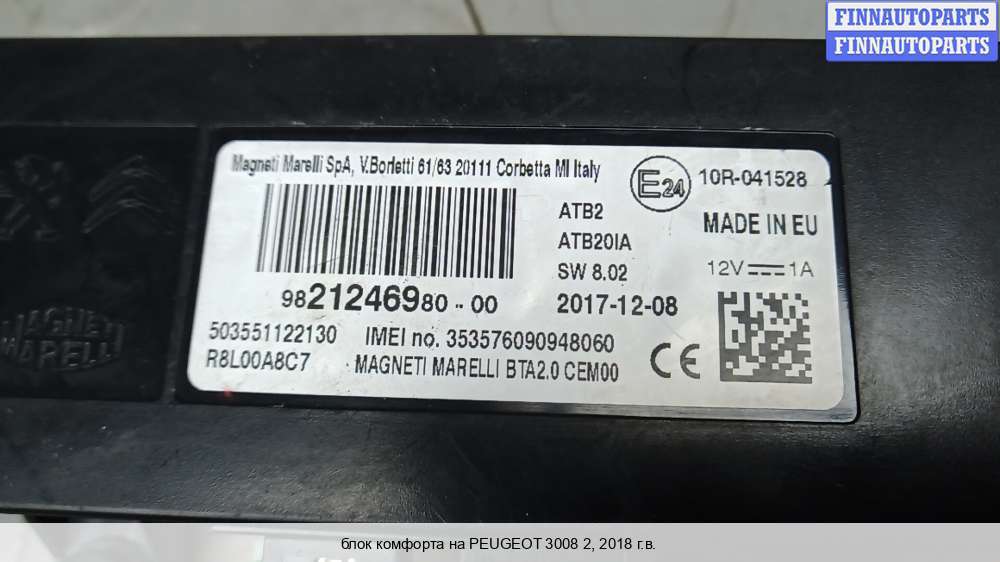 FINNAUTOPARTS
FINNAUTOPARTS
Magneti Marelli SpA, V.Borletti 61/63 20111 Corbetta MI Italy
E24
10R-041528
ATB2
ATB20IA
SW 8.02
MADE IN EU
12V 1A
9821246980-00
2017-12-08
503551122130 IMEI no. 353576090948060
R8L00A8C7 MAGNETI MARELLI BTA2.0 CEM00
CE
MAGNETI
MARELLI
блок комфорта на PEUGEOT 3008 2, 2018 г.в.